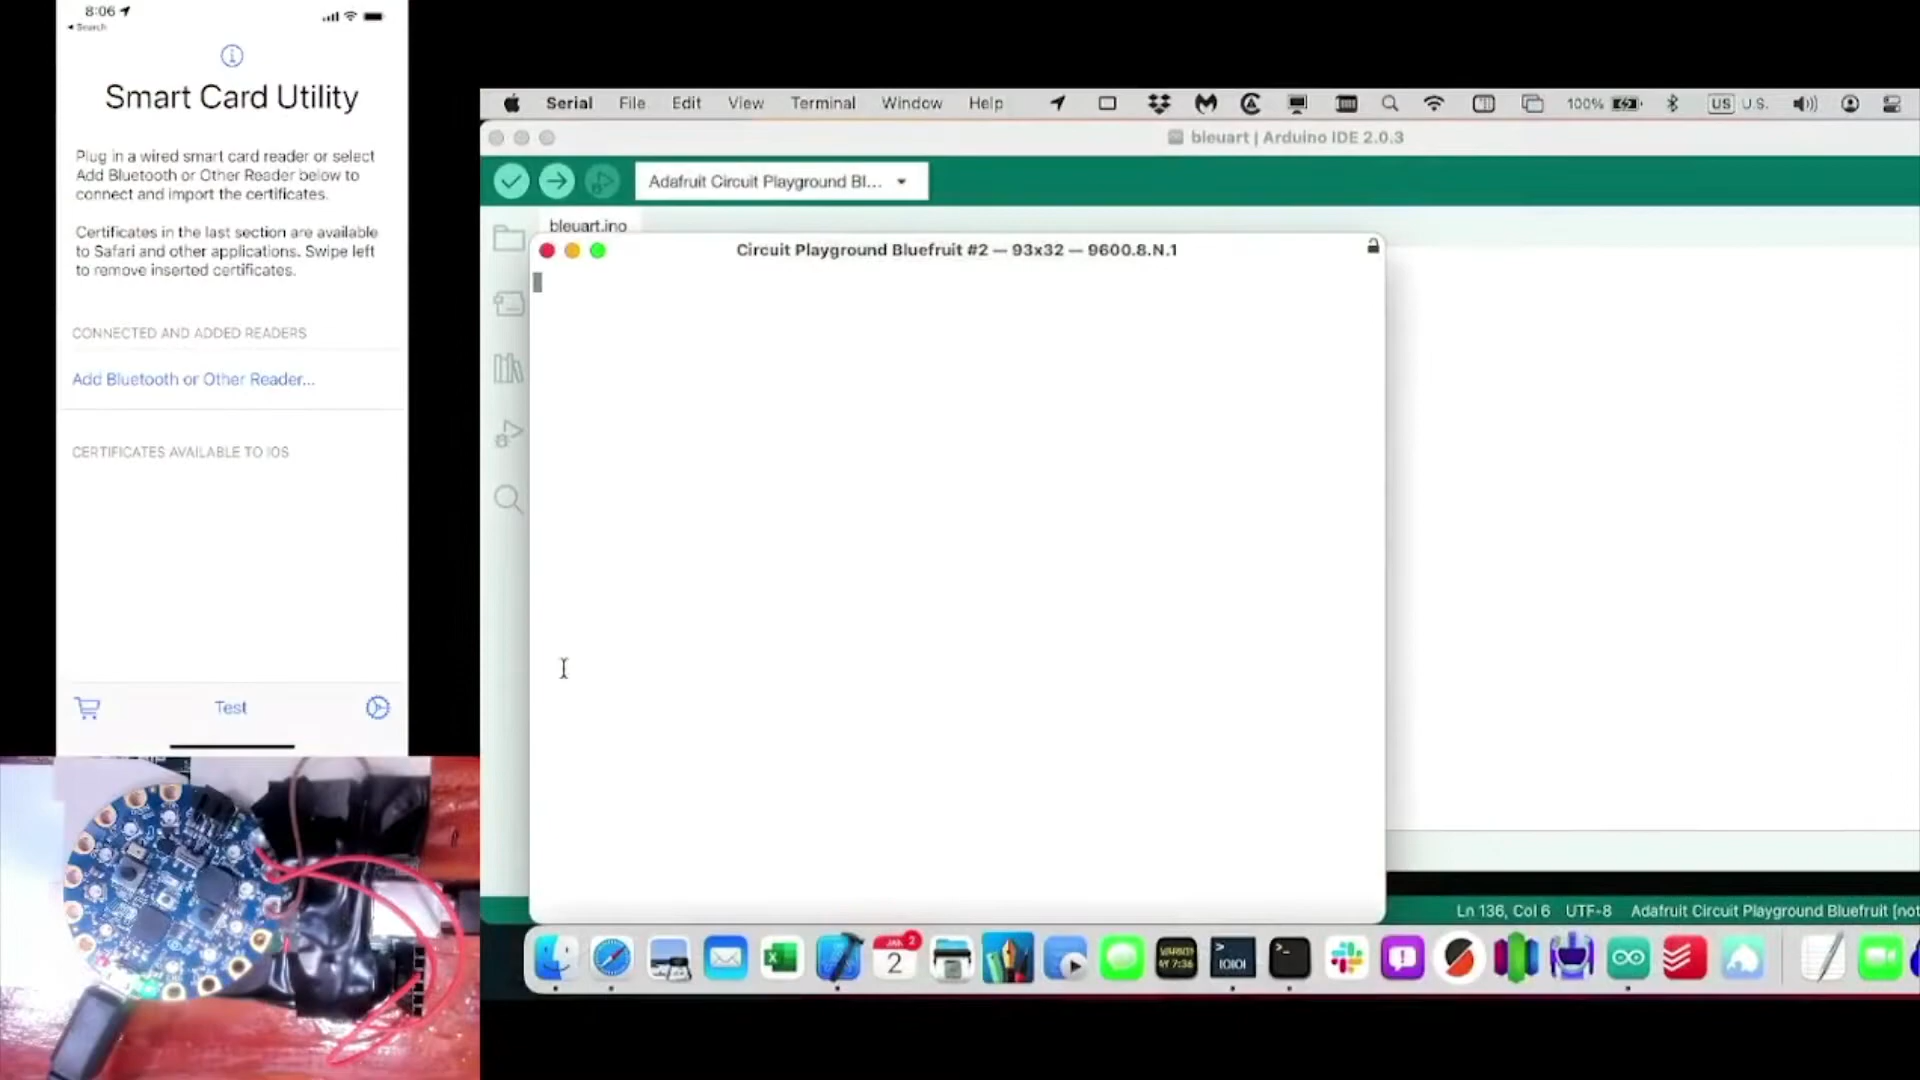 8:06
Search
Smart Card Utility
Plug in a wired smart card reader or select
Add Bluetooth or Other Reader below to
connect and import the certificates.
Certificates in the last section are available
to Safari and other applications. Swipe left
to remove inserted certificates.
CONNECTED AND ADDED READERS
Add Bluetooth or Other Reader...
CERTIFICATES AVAILABLE TO IOS
Test
Serial File Edit View Terminal Window Help 100% US U.S.
bleuart | Arduino IDE 2.0.3
Adafruit Circuit Playground Bl...
bleuart.ino
Circuit Playground Bluefruit #2 — 93x32 — 9600.8.N.1
Ln 136, Col 6 UTF-8 Adafruit Circuit Playground Bluefruit [not
JAN 2
2